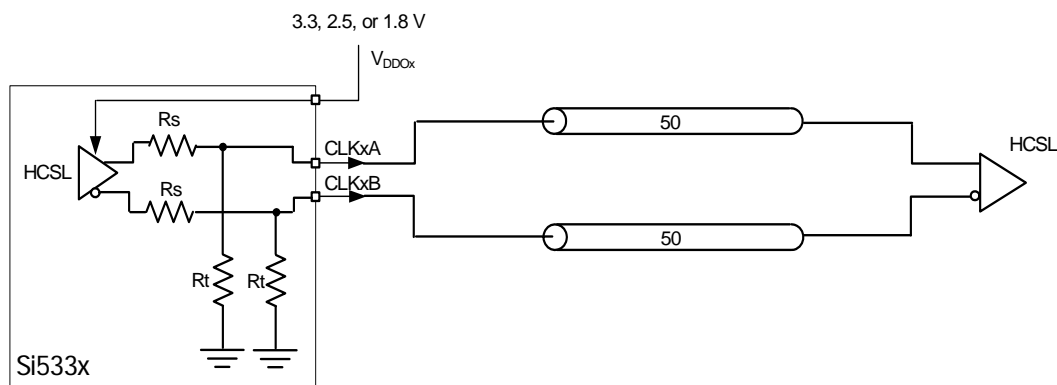 3.3, 2.5, or 1.8 V
VDDOx
Rs
CLKxA
50
HCSL
HCSL
Rs
CLKxB
50
Rt
Rt
Si533x